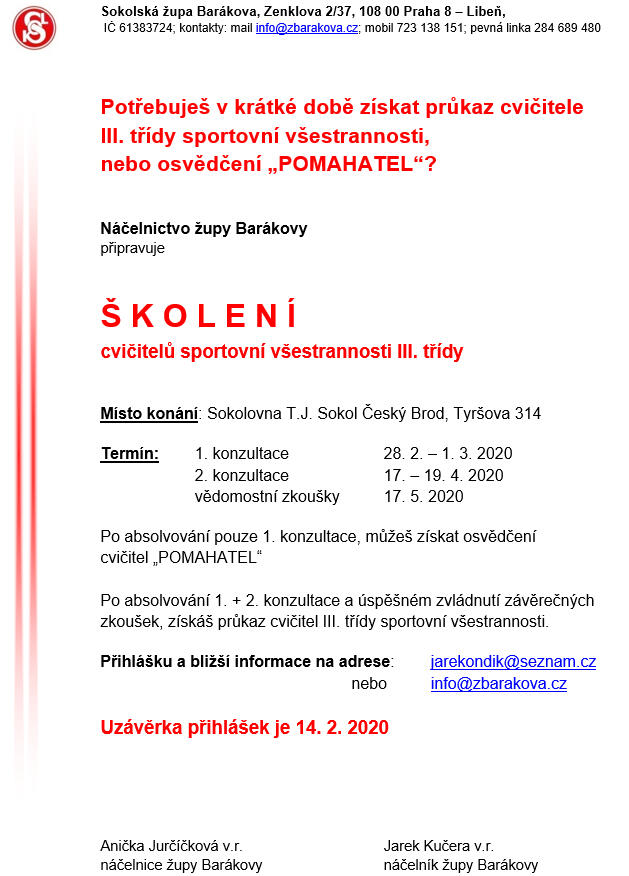 Sokolská župa Barákova, Zenklova 2/37, 108 00 Praha 8 – Libeň,
IČ 61383724; kontakty: mail info@zbarakova.cz; mobil 723 138 151; pevná linka 284 689 480
Potřebuješ v krátké době získat průkaz cvičitele
III. třídy sportovní všestrannosti,
nebo osvědčení „POMAHATEL“?
Náčelnictvo župy Barákovy
připravuje
Š K O L E N Í
cvičitelů sportovní všestrannosti III. třídy
Místo konání: Sokolovna T.J. Sokol Český Brod, Tyršova 314
Termín: 1. konzultace 28. 2. – 1. 3. 2020
2. konzultace 17. – 19. 4. 2020
vědomostní zkoušky 17. 5. 2020
Po absolvování pouze 1. konzultace, můžeš získat osvědčení
cvičitel „POMAHATEL“
Po absolvování 1. + 2. konzultace a úspěšném zvládnutí závěrečných
zkoušek, získáš průkaz cvičitel III. třídy sportovní všestrannosti.
Přihlášku a bližší informace na adrese: jarekondik@seznam.cz
nebo info@zbarakova.cz
Uzávěrka přihlášek je 14. 2. 2020
Anička Jurčíčková v.r. Jarek Kučera v.r.
náčelnice župy Barákovy náčelník župy Barákovy